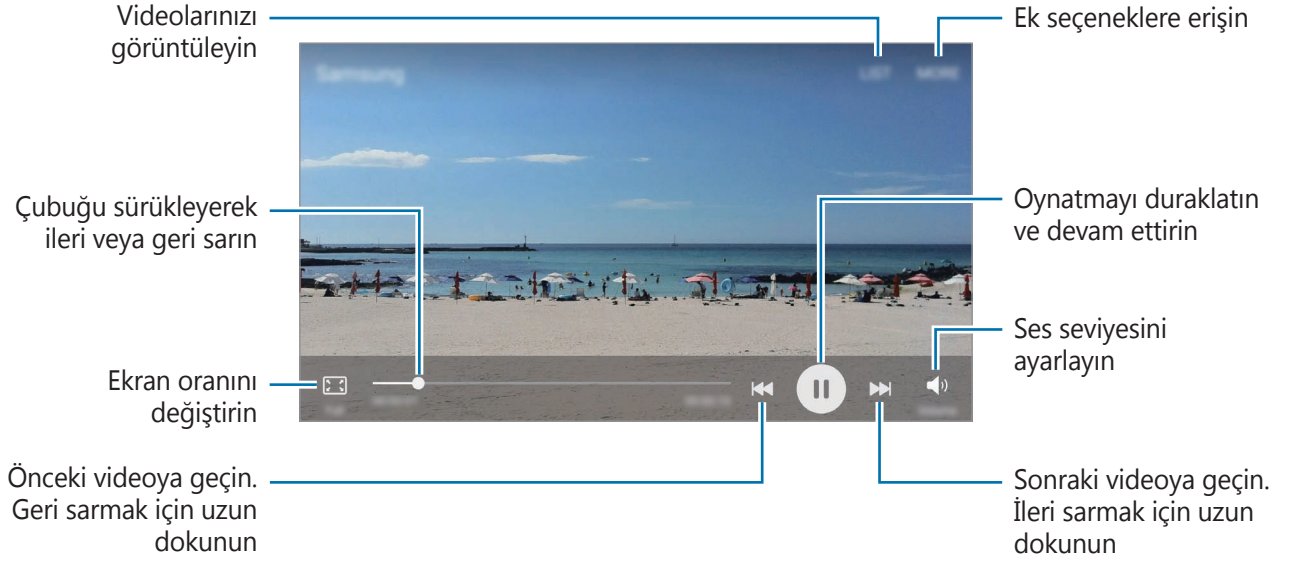 Videolarınızı
görüntüleyin
Ek seçeneklere erişin
Samsung
LIST
MORE
Çubuğu sürükleyerek
ileri veya geri sarın
Oynatmayı duraklatın
ve devam ettirin
Ses seviyesini
ayarlayın
Ekran oranını
değiştirin
Önceki videoya geçin.
Geri sarmak için uzun
dokunun
Sonraki videoya geçin.
İleri sarmak için uzun
dokunun